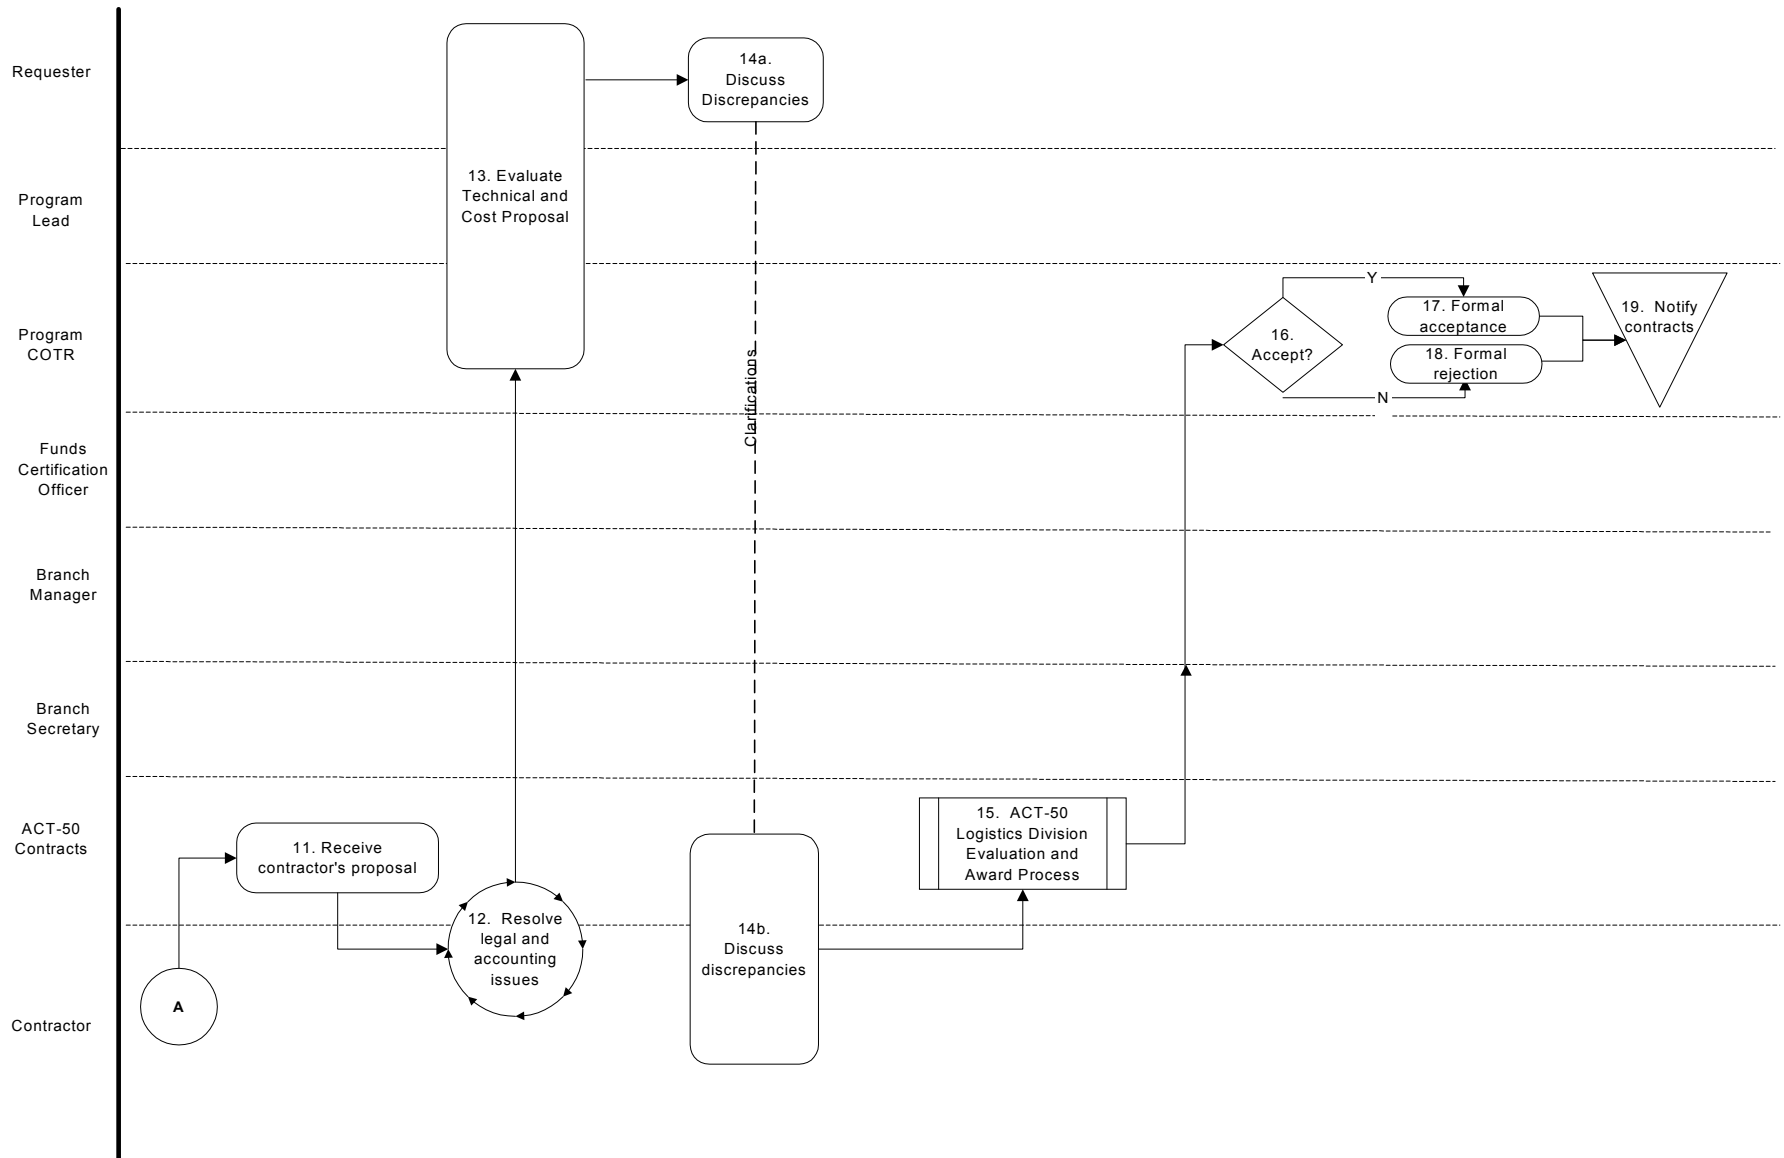 Requester
Program
Lead
Program
COTR
Funds
Certification
Officer
Branch
Manager
Branch
Secretary
ACT-50
Contracts
Contractor
A
11. Receive
contractor's proposal
12.  Resolve
legal and
accounting
issues
13. Evaluate
Technical and
Cost Proposal
14a.
Discuss
Discrepancies
Clarifications
14b.
Discuss
discrepancies
15.  ACT-50
Logistics Division
Evaluation and
Award Process
16.
Accept?
Y
N
17. Formal
acceptance
18. Formal
rejection
19.  Notify
contracts